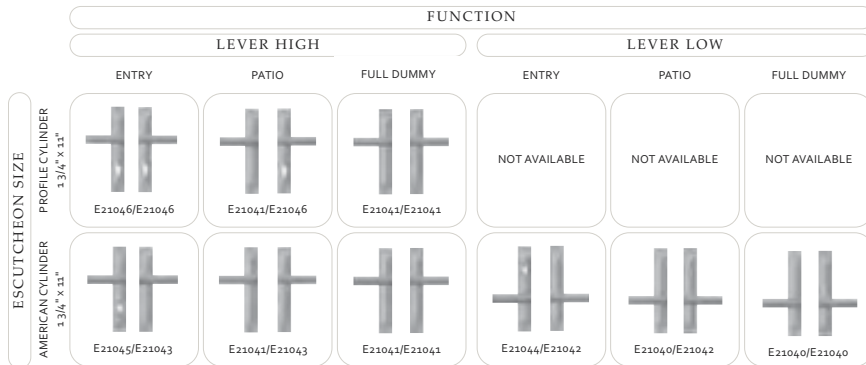 FUNCTION
LEVER HIGH
LEVER LOW
ENTRY
PATIO
FULL DUMMY
ENTRY
PATIO
FULL DUMMY
ESCUTCHEON SIZE
PROFILE CYLINDER
1 3/4" x 11"
E21046/E21046
E21041/E21046
E21041/E21041
NOT AVAILABLE
NOT AVAILABLE
NOT AVAILABLE
AMERICAN CYLINDER
1 3/4" x 11"
E21045/E21043
E21041/E21043
E21041/E21041
E21044/E21042
E21040/E21042
E21040/E21040